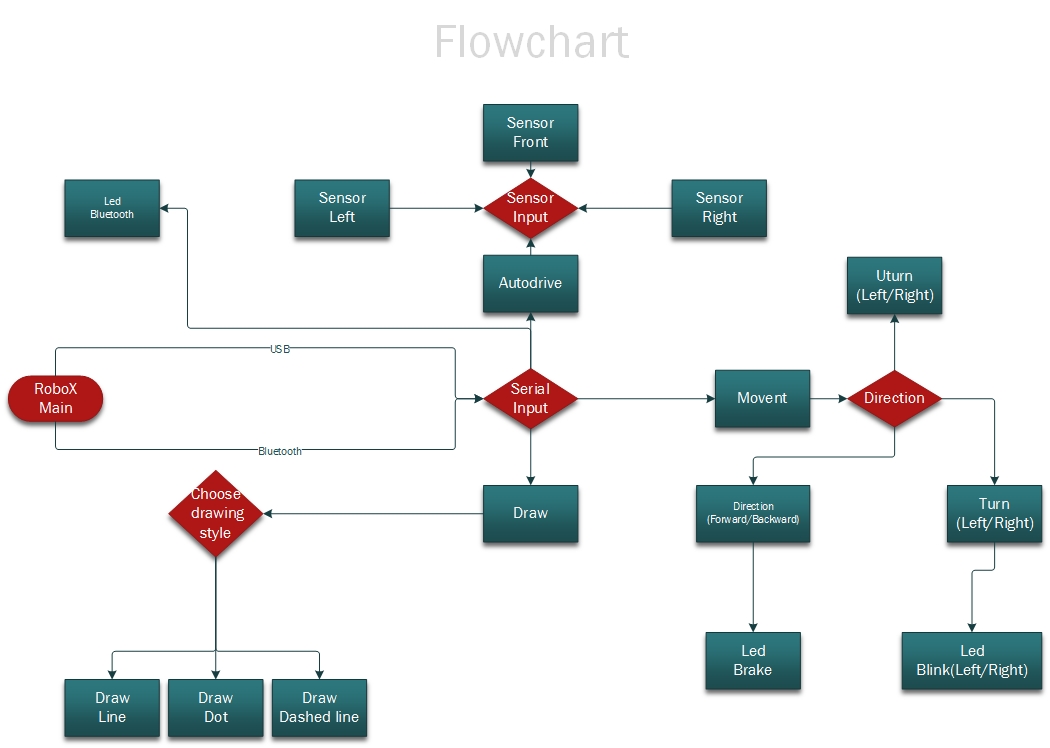 Flowchart
Sensor
Front
Led
Bluetooth
Sensor
Left
Sensor
Input
Sensor
Right
Autodrive
Uturn
(Left/Right)
USB
RoboX
Main
Serial
Input
Movent
Direction
Bluetooth
Choose
drawing
style
Draw
Direction
(Forward/Backward)
Turn
(Left/Right)
Led
Brake
Led
Blink(Left/Right)
Draw
Line
Draw
Dot
Draw
Dashed line